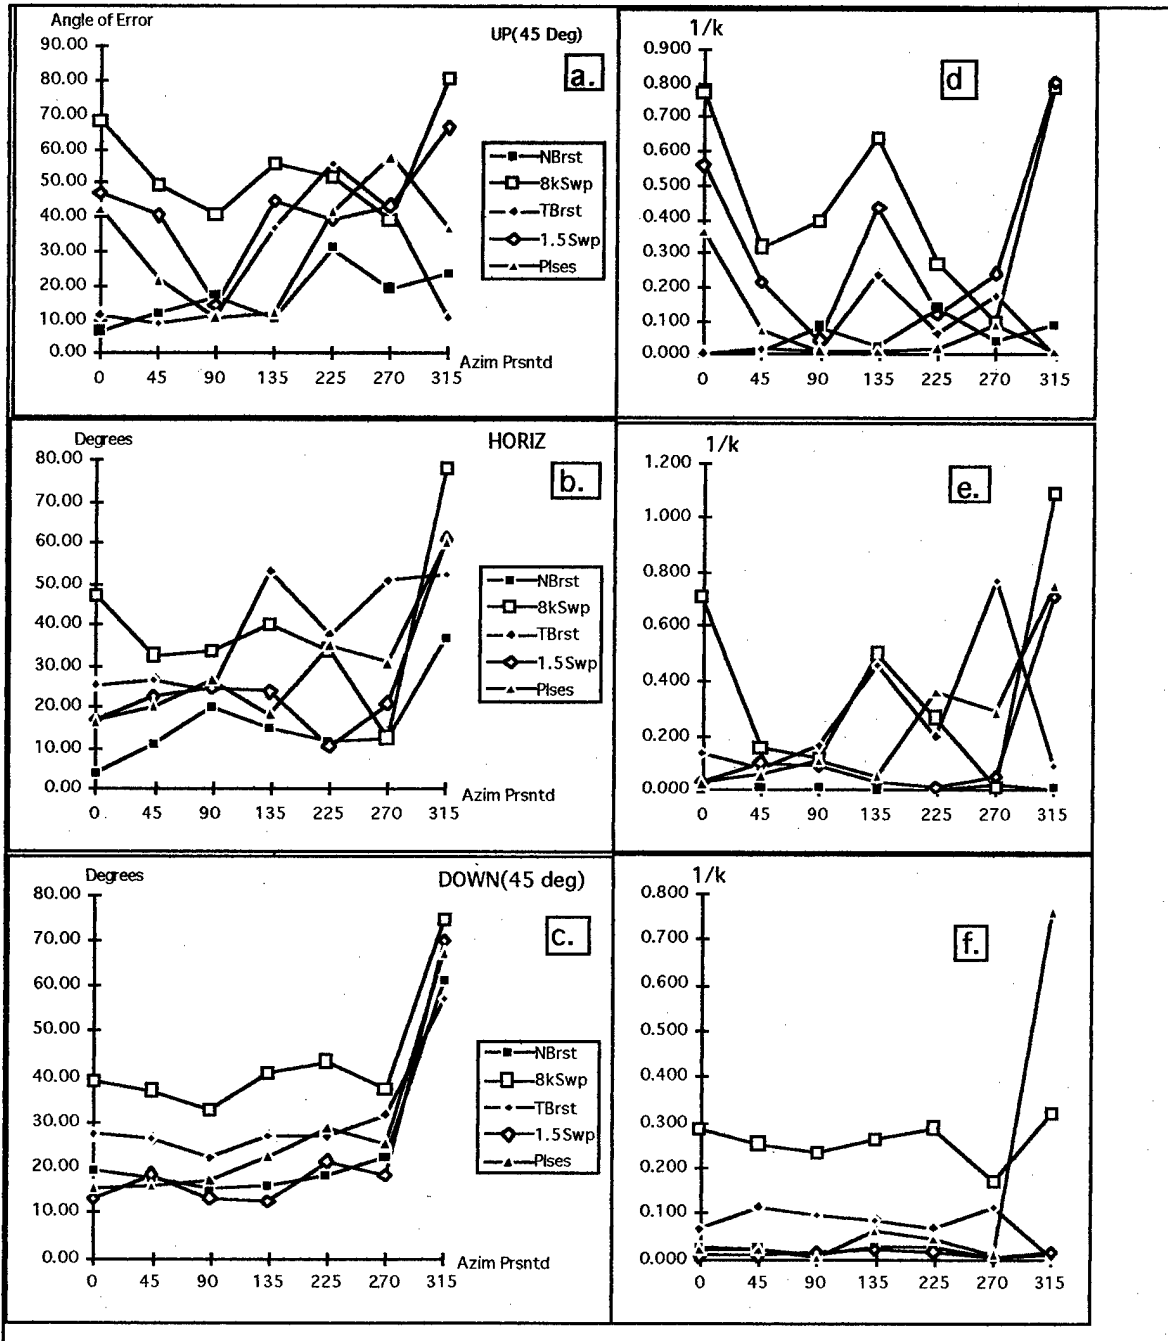 Angle of Error
UP(45 Deg)
a.
90.00
80.00
70.00
60.00
50.00
40.00
30.00
20.00
10.00
0.00
0 45 90 135 225 270 315
Azim Prsntd
NBrst
8kSwp
TBrst
1.5Swp
Plses
1/k
d
0.900
0.800
0.600
0.500
0.400
0.300
0.200
0.100
0.000
0 45 90 135 225 270 315
Degrees
HORIZ
b.
80.00
70.00
60.00
50.00
40.00
30.00
20.00
10.00
0.00
0 45 90 135 225 270 315
Azim Prsntd
NBrst
8kSwp
TBrst
1.5Swp
Plses
1/k
e.
1.200
1.000
0.800
0.600
0.400
0.200
0.000
0 45 90 135 225 270 315
Degrees
DOWN(45 deg)
c.
80.00
70.00
60.00
50.00
40.00
30.00
20.00
10.00
0.00
0 45 90 135 225 270 315
Azim Prsntd
NBrst
8kSwp
TBrst
1.5Swp
Plses
1/k
f.
0.800
0.700
0.600
0.500
0.400
0.300
0.200
0.100
0.000
0 45 90 135 225 270 315